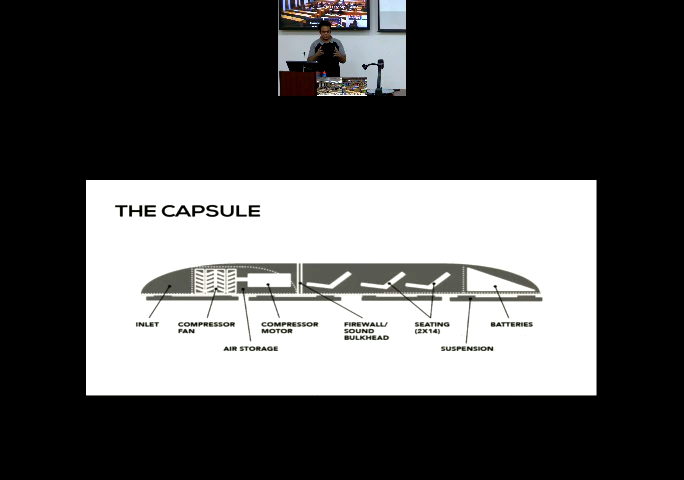 THE CAPSULE
INLET
COMPRESSOR
FAN
AIR STORAGE
COMPRESSOR
MOTOR
FIREWALL/
SOUND
BULKHEAD
SEATING
(2X14)
SUSPENSION
BATTERIES